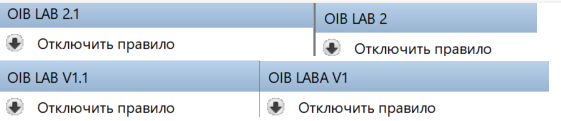 OIB LAB 2.1
OIB LAB 2
Отключить правило
Отключить правило
OIB LAB V1.1
OIB LABA V1
Отключить правило
Отключить правило